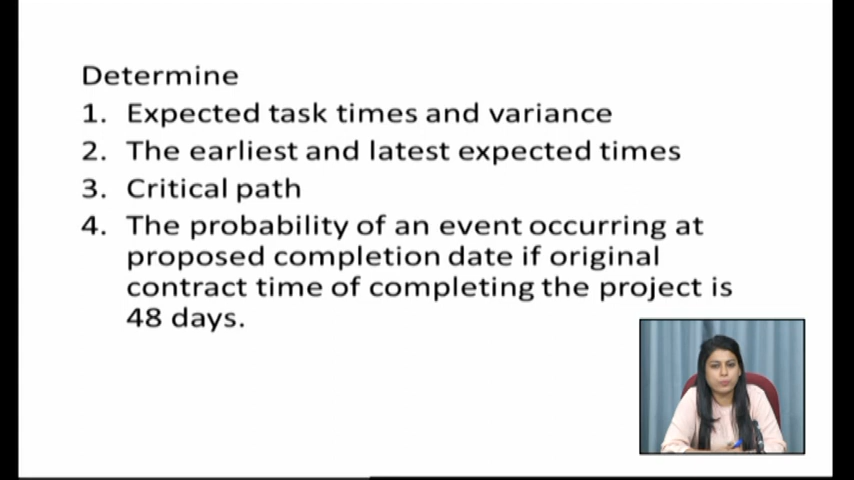 Determine
1. Expected task times and variance
2. The earliest and latest expected times
3. Critical path
4. The probability of an event occurring at
proposed completion date if original
contract time of completing the project is
48 days.